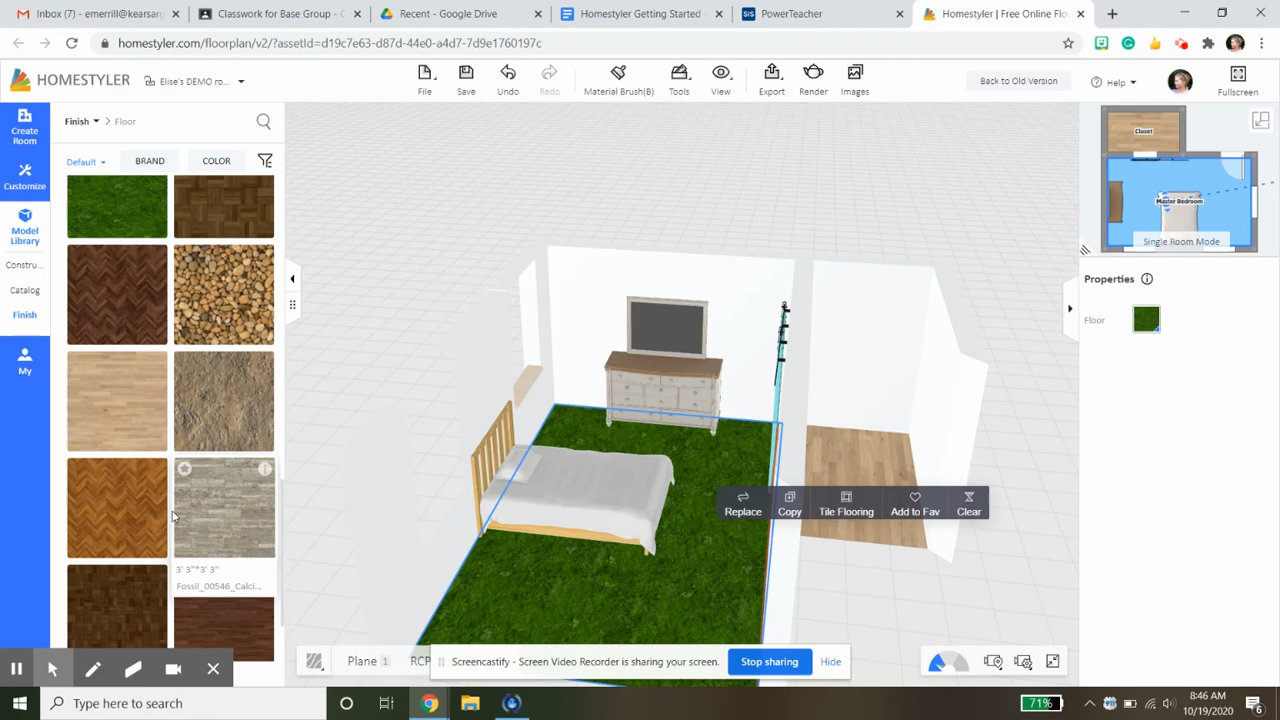 Inbox (7) - emerrill@kearsarg
Classwork for Base Group - C
Recent - Google Drive
Homestyler Getting Started -
SIS
PowerTeacher
Homestyler | Free Online Floo
homestyler.com/floorplan/v2/?assetId=d19c7e63-d87d-44e0-a4d7-7d9e1760197c
HOMESTYLER
Elise's DEMO ro...
File
Save
Undo
Redo
Material Brush(B)
Tools
View
Export
Render
Images
Back to Old Version
Help
Fullscreen
Create
Room
Customize
Model
Library
Constru...
Catalog
Finish
My
Finish
Floor
Default
BRAND
COLOR
3' 3"*3' 3"
Fossil_00546_Calci...
Closet
Master Bedroom
Single Room Mode
Properties
Floor
Replace
Copy
Tile Flooring
Add to Fav
Clear
Plane 1
RCP
Screencastify - Screen Video Recorder is sharing your screen.
Stop sharing
Hide
Type here to search
71%
8:46 AM
10/19/2020
6